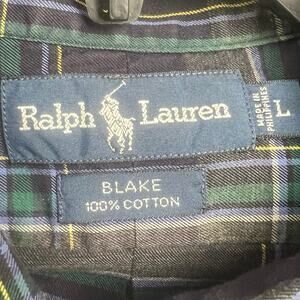 Ralph Lauren
MADE IN
PHILIPPINES
L
BLAKE
100% COTTON